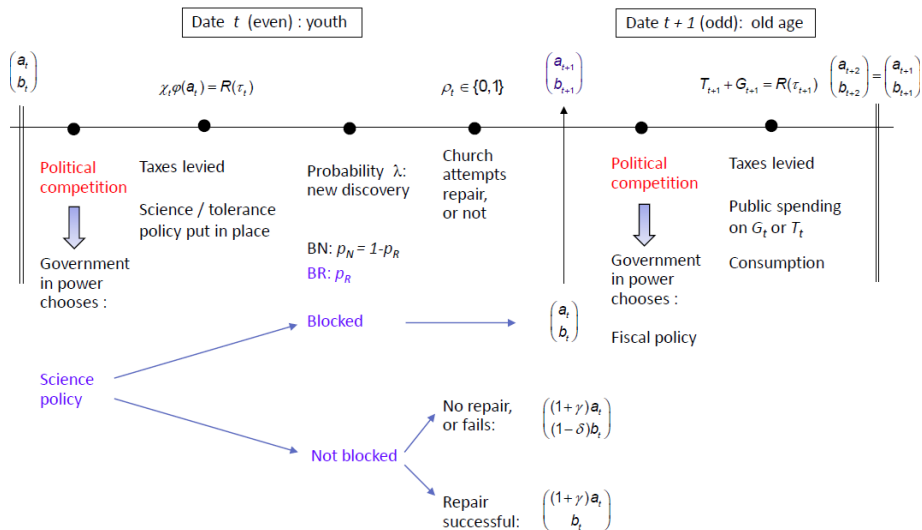 Date t (even) : youth
Date t + 1 (odd): old age
(a_t
b_t)
χ_tφ(a_t) = R(τ_t)
ρ_t ∈ {0,1}
(a_{t+1}
b_{t+1})
T_{t+1} + G_{t+1} = R(τ_{t+1})
(a_{t+2}
b_{t+2}) = (a_{t+1}
b_{t+1})
Political
competition
Government
in power
chooses :
Taxes levied
Science / tolerance
policy put in place
Probability λ:
new discovery
BN: p_N = 1-p_R
BR: p_R
Church
attempts
repair,
or not
Political
competition
Government
in power
chooses :
Fiscal policy
Taxes levied
Public spending
on G_t or T_t
Consumption
Science
policy
Blocked
(a_t
b_t)
Not blocked
No repair,
or fails:
((1+γ)a_t
(1−δ)b_t)
Repair
successful:
((1+γ)a_t
b_t)